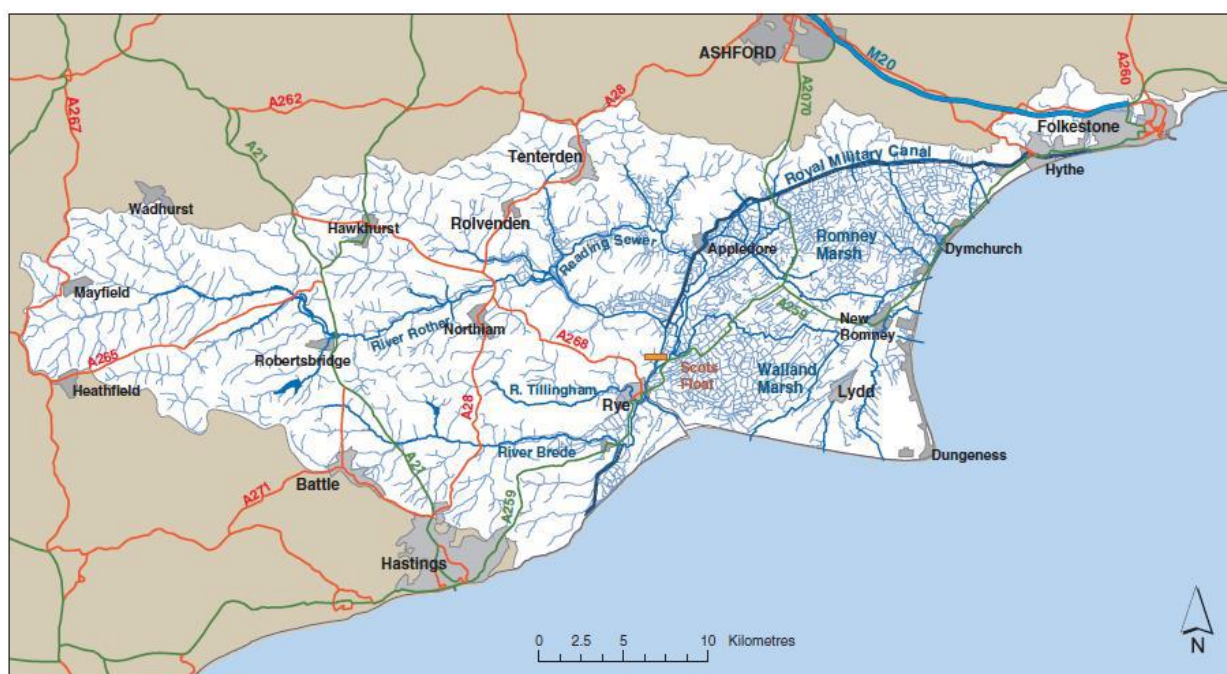 ASHFORD
M20
A260
A267
A262
A28
A2070
Folkestone
A21
Tenterden
Royal Military Canal
Hythe
Wadhurst
Hawkhurst
Rolvenden
Reading Sewer
Appledore
Romney
Marsh
Dymchurch
Mayfield
River Rother
Northiam
A259
New
Romney
A268
A265
Robertsbridge
Scots
Float
Walland
Marsh
Heathfield
R. Tillingham
Rye
Lydd
A28
River Brede
Dungeness
Battle
A21
A271
A259
Hastings
0 2.5 5 10 Kilometres
N